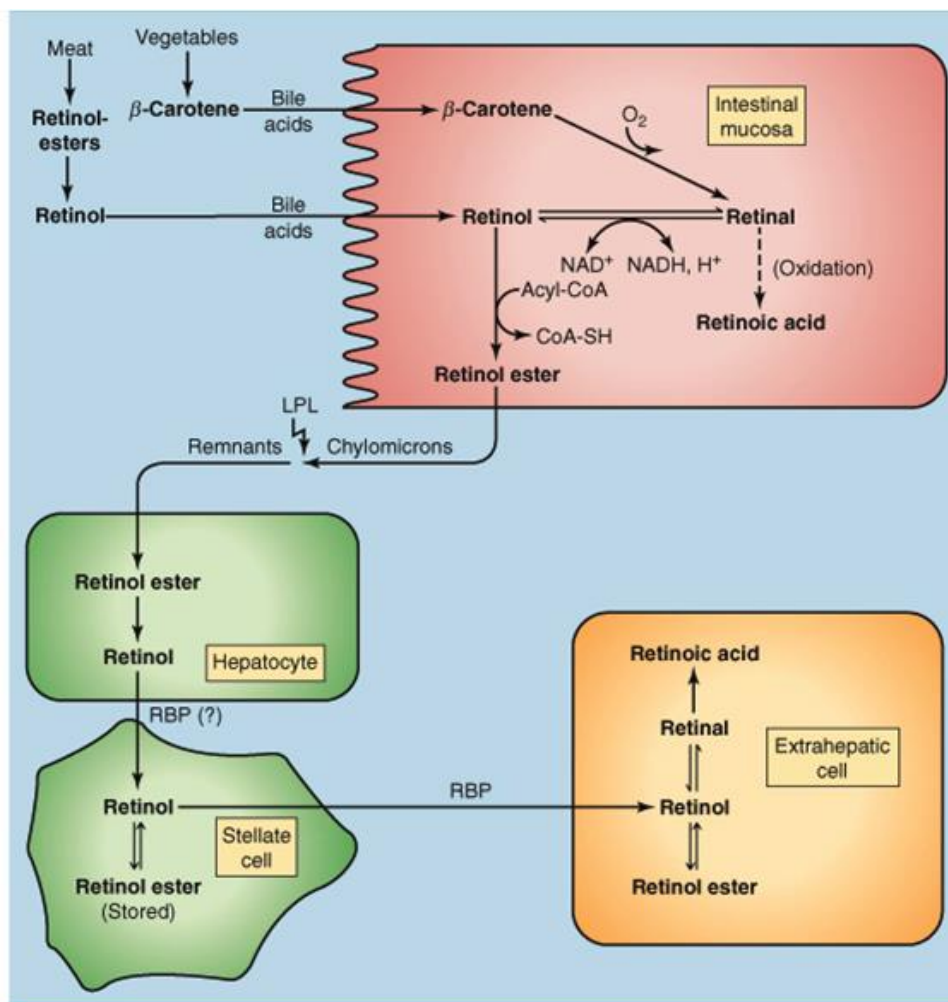 Meat
Vegetables
Retinol-
esters
β-Carotene
Bile
acids
β-Carotene
O₂
Intestinal
mucosa
Retinol
Bile
acids
Retinol
Retinal
NAD⁺
NADH, H⁺
(Oxidation)
Acyl-CoA
CoA-SH
Retinoic acid
Retinol ester
LPL
Remnants
Chylomicrons
Retinol ester
Retinol
Hepatocyte
RBP (?)
Retinol
Stellate
cell
Retinol ester
(Stored)
RBP
Retinoic acid
Retinal
Extrahepatic
cell
Retinol
Retinol ester